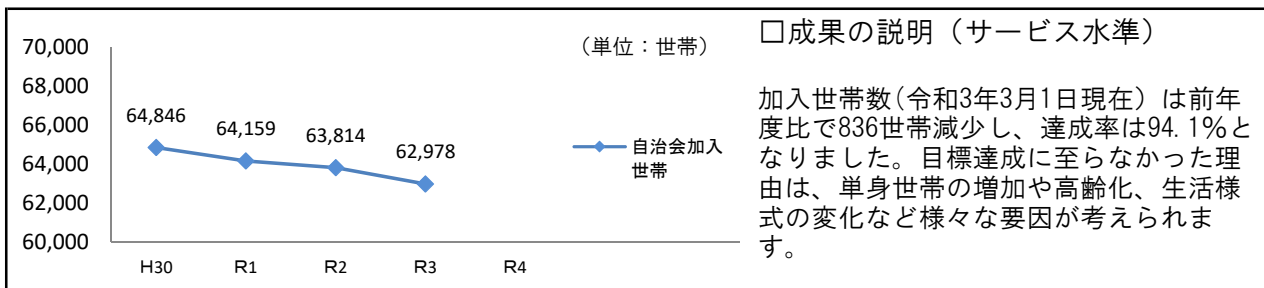 70,000
68,000
66,000
64,000
62,000
60,000
（単位：世帯）
64,846
64,159
63,814
62,978
自治会加入
世帯
H30
R1
R2
R3
R4
□成果の説明（サービス水準）
加入世帯数(令和3年3月1日現在）は前年
度比で836世帯減少し、達成率は94.1％と
なりました。目標達成に至らなかった理
由は、単身世帯の増加や高齢化、生活様
式の変化など様々な要因が考えられま
す。